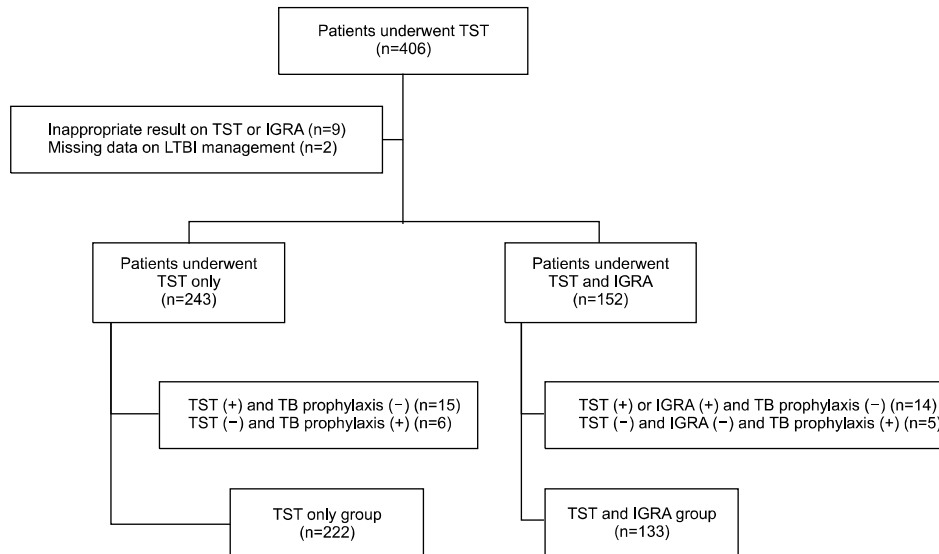 Patients underwent TST
(n=406)
Inappropriate result on TST or IGRA (n=9)
Missing data on LTBI management (n=2)
Patients underwent
TST only
(n=243)
Patients underwent
TST and IGRA
(n=152)
TST (+) and TB prophylaxis (−) (n=15)
TST (−) and TB prophylaxis (+) (n=6)
TST (+) or IGRA (+) and TB prophylaxis (−) (n=14)
TST (−) and IGRA (−) and TB prophylaxis (+) (n=5)
TST only group
(n=222)
TST and IGRA group
(n=133)